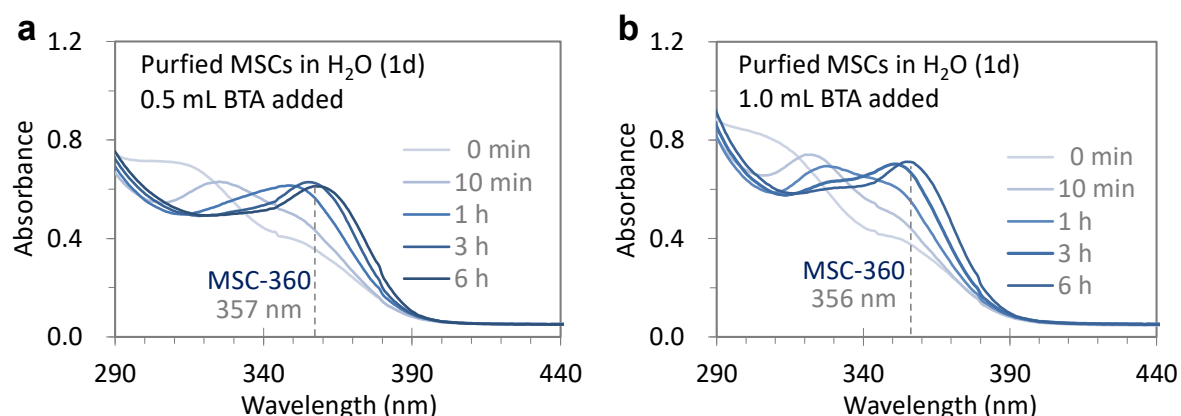 a
1.2
Purfied MSCs in H₂O (1d)
0.5 mL BTA added
0 min
10 min
1 h
3 h
6 h
0.8
0.4
0.0
Absorbance
MSC-360
357 nm
290
340
390
440
Wavelength (nm)
b
1.2
Purfied MSCs in H₂O (1d)
1.0 mL BTA added
0 min
10 min
1 h
3 h
6 h
0.8
0.4
0.0
Absorbance
MSC-360
356 nm
290
340
390
440
Wavelength (nm)